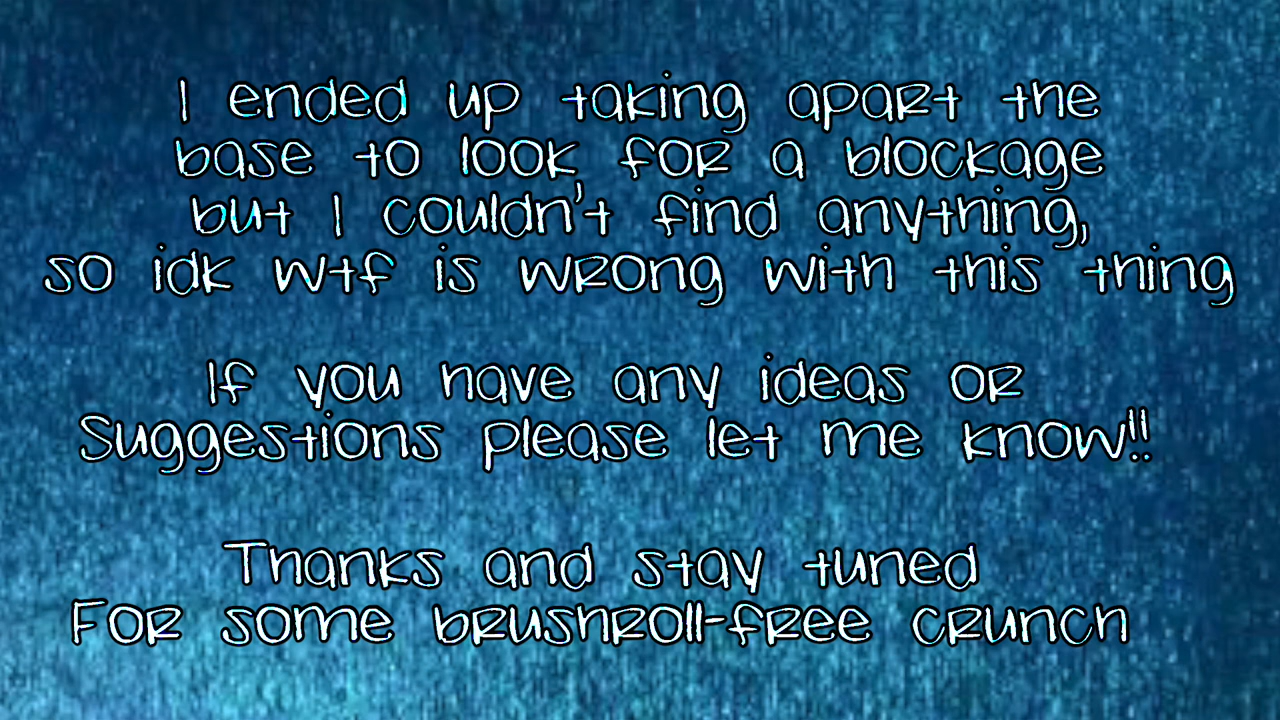 I ended up taking apart the
base to look for a blockage
but I couldn't find anything,
so idk wtf is wrong with this thing
If you have any ideas or
Suggestions please let me know!!
Thanks and stay tuned
For some brushroll-free crunch